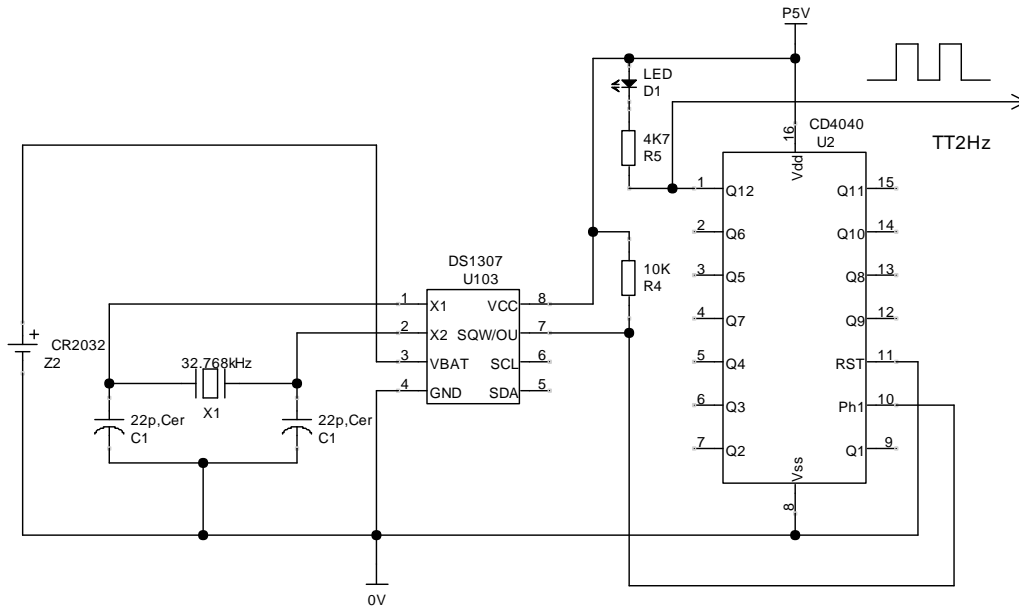 P5V
LED
D1
4K7
R5
CD4040
U2
TT2Hz
16
Vdd
1
Q12
Q11
15
2
Q6
Q10
14
3
Q5
Q8
13
4
Q7
Q9
12
5
Q4
RST
11
6
Q3
Ph1
10
7
Q2
Q1
9
Vss
8
10K
R4
DS1307
U103
1
X1
VCC
8
2
X2
SQW/OU
7
3
VBAT
SCL
6
4
GND
SDA
5
+
CR2032
Z2
32.768kHz
X1
22p,Cer
C1
22p,Cer
C1
0V